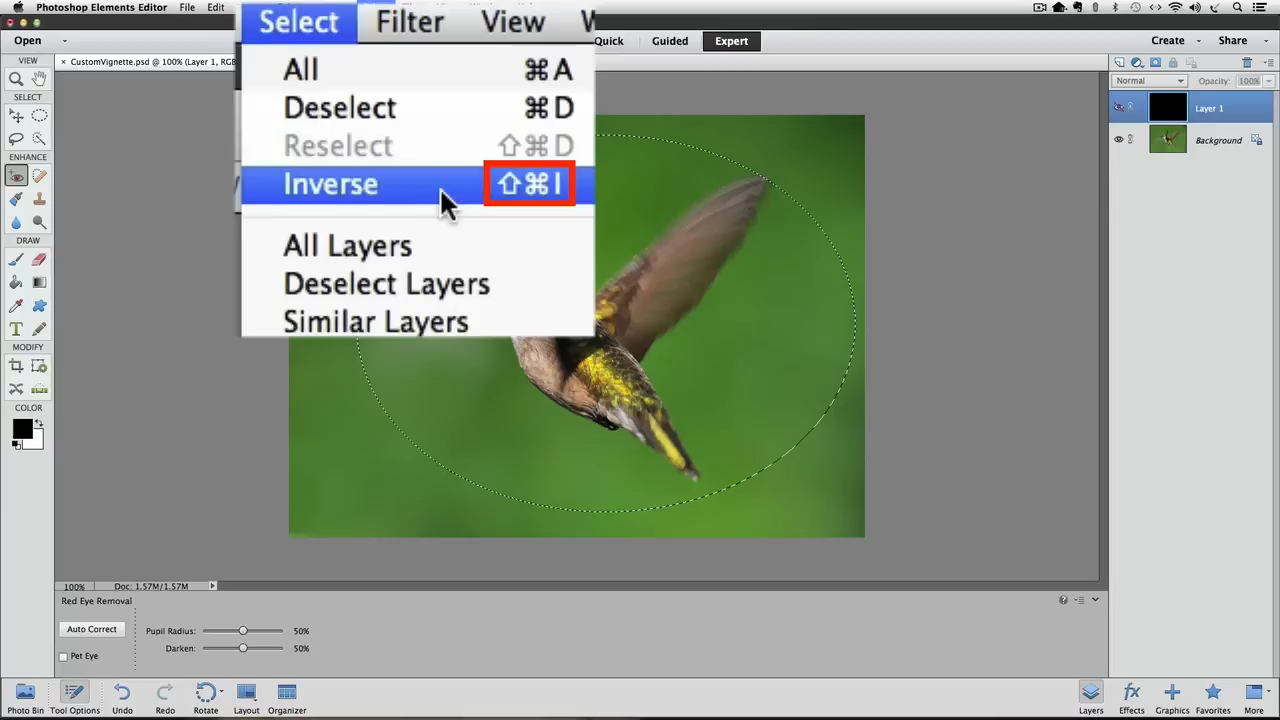 Photoshop Elements Editor File Edit
Select Filter View
Open Quick Guided Expert Create Share
VIEW × CustomVignette.psd @ 100% (Layer 1, RGB
All ⌘A
Deselect ⌘D
Reselect ⇧⌘D
Inverse ⇧⌘I
All Layers
Deselect Layers
Similar Layers
SELECT
ENHANCE
DRAW
T
MODIFY
COLOR
Normal Opacity: 100%
Layer 1
Background
100% Doc: 1.57M/1.57M
Red Eye Removal
Auto Correct Pupil Radius: 50%
Darken: 50%
Pet Eye
Photo Bin Tool Options Undo Redo Rotate Layout Organizer Layers Effects Graphics Favorites More